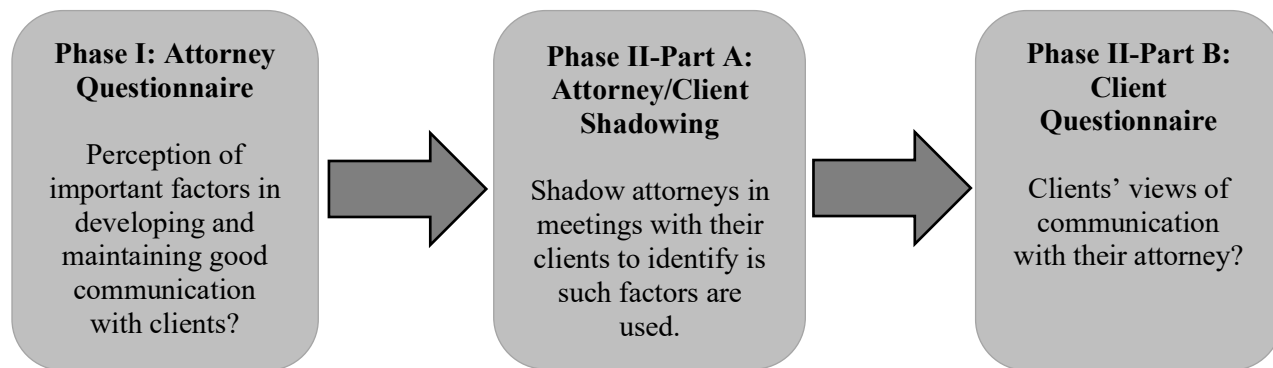 Phase I: Attorney
Questionnaire
Perception of
important factors in
developing and
maintaining good
communication
with clients?
Phase II-Part A:
Attorney/Client
Shadowing
Shadow attorneys in
meetings with their
clients to identify is
such factors are
used.
Phase II-Part B:
Client
Questionnaire
Clients’ views of
communication
with their attorney?